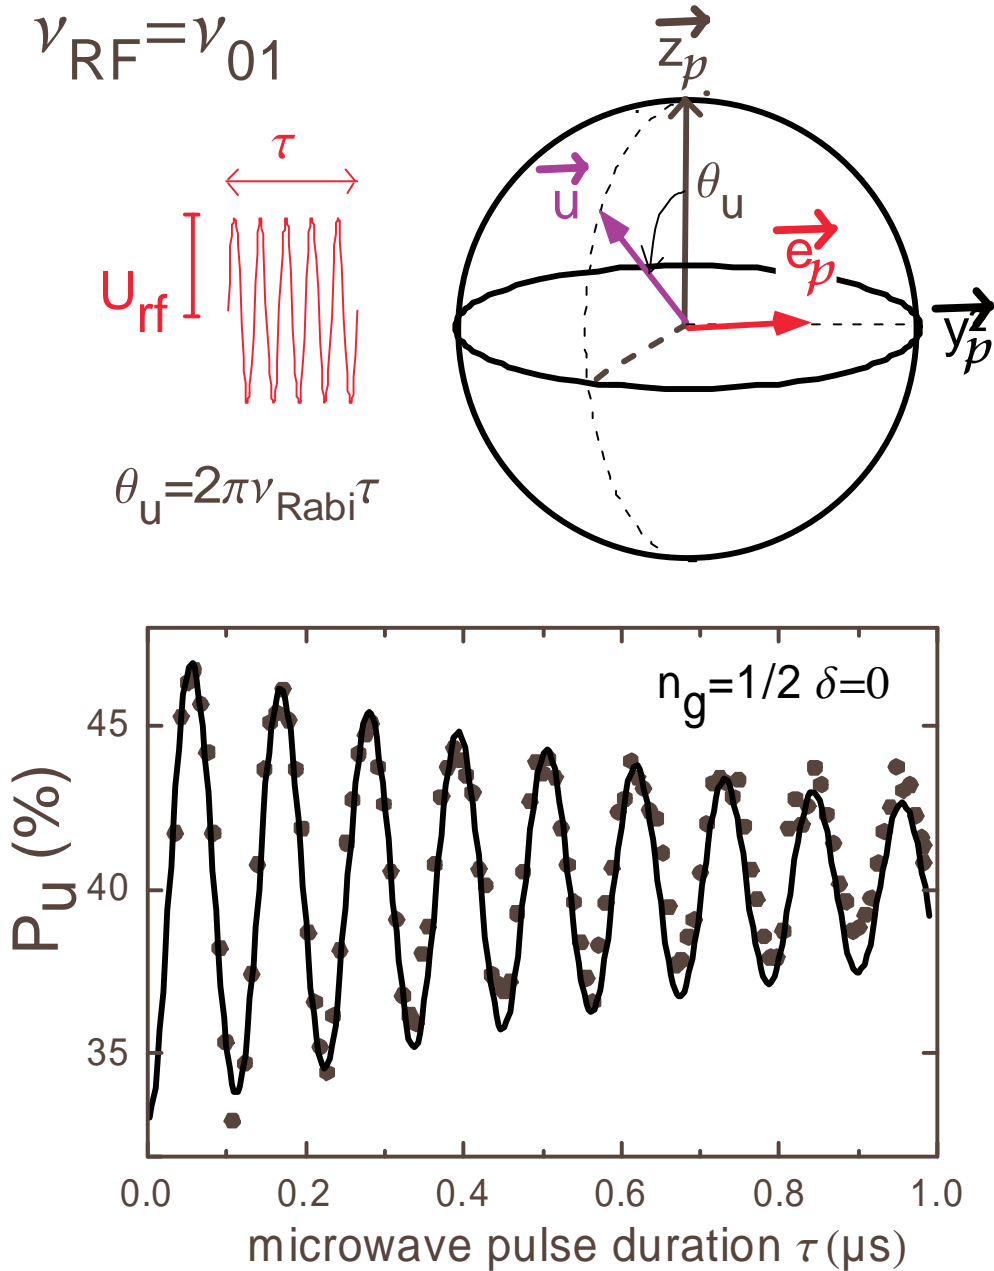 ν_RF=ν_01
z_p
τ
θ_u
u
e_p
U_rf
y_p
z
θ_u=2πν_Rabi τ
n_g=1/2 δ=0
P_u (%)
45
40
35
0.0 0.2 0.4 0.6 0.8 1.0
microwave pulse duration τ (μs)